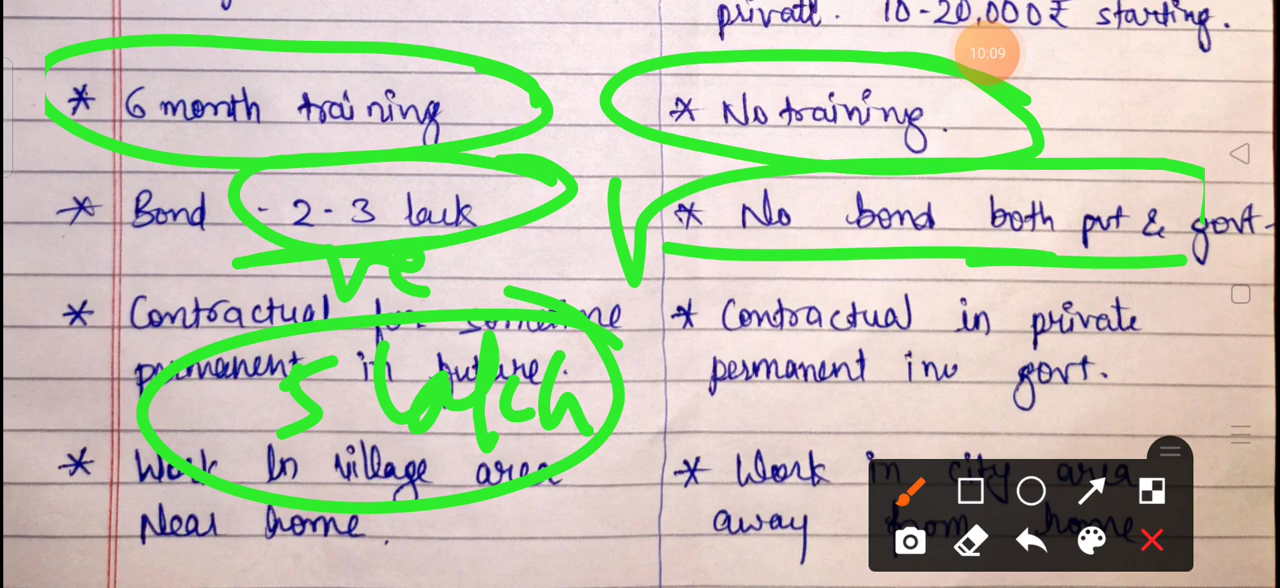 private. 10-20,000₹ starting.
10:09
* 6 month training
* No training.
* Bond - 2-3 lack
* No bond both pvt & govt-
ve
* Contractual for sometime
permanent in future.
5 lakh
* Contractual in private
permanent in govt.
* Work In village area
Near home.
* Work in city area
away from home